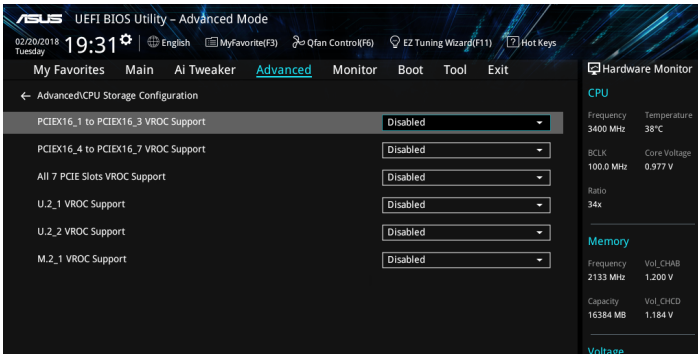 ASUS UEFI BIOS Utility – Advanced Mode
02/20/2018 Tuesday 19:31 English MyFavorite(F3) Qfan Control(F6) EZ Tuning Wizard(F11) ? Hot Keys
My Favorites Main Ai Tweaker Advanced Monitor Boot Tool Exit
Hardware Monitor
← Advanced\CPU Storage Configuration
PCIEX16_1 to PCIEX16_3 VROC Support Disabled
PCIEX16_4 to PCIEX16_7 VROC Support Disabled
All 7 PCIE Slots VROC Support Disabled
U.2_1 VROC Support Disabled
U.2_2 VROC Support Disabled
M.2_1 VROC Support Disabled
CPU
Frequency Temperature
3400 MHz 38°C
BCLK Core Voltage
100.0 MHz 0.977 V
Ratio
34x
Memory
Frequency Vol_CHAB
2133 MHz 1.200 V
Capacity Vol_CHCD
16384 MB 1.184 V
Voltage